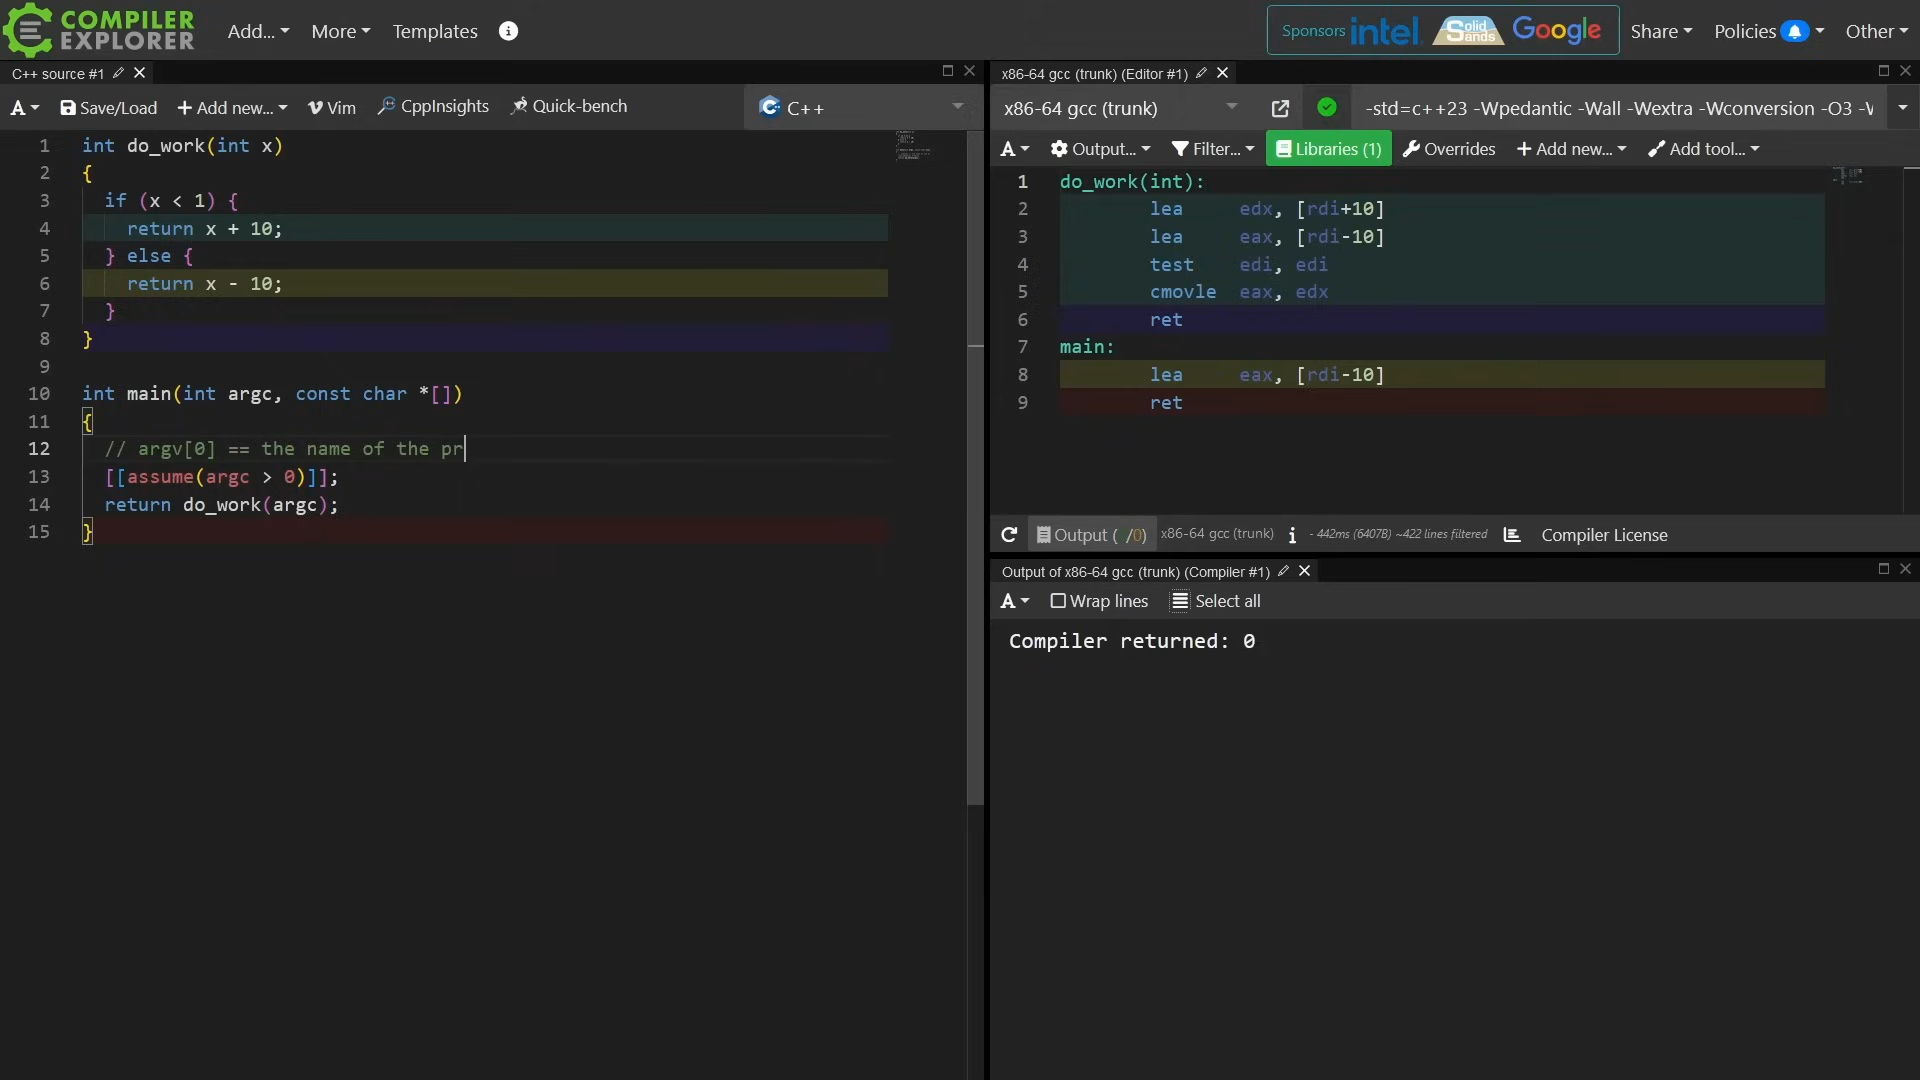 COMPILER EXPLORER Add... More Templates Sponsors intel. Solid Sands Google Share Policies Other
C++ source #1
A Save/Load + Add new... Vim CppInsights Quick-bench C++
1 int do_work(int x)
2 {
3 if (x < 1) {
4 return x + 10;
5 } else {
6 return x - 10;
7 }
8 }
9
10 int main(int argc, const char *[])
11 {
12 // argv[0] == the name of the pr
13 [[assume(argc > 0)]];
14 return do_work(argc);
15 }
x86-64 gcc (trunk) (Editor #1)
x86-64 gcc (trunk) -std=c++23 -Wpedantic -Wall -Wextra -Wconversion -O3
A Output... Filter... Libraries (1) Overrides + Add new... Add tool...
1 do_work(int):
2 lea edx, [rdi+10]
3 lea eax, [rdi-10]
4 test edi, edi
5 cmovle eax, edx
6 ret
7 main:
8 lea eax, [rdi-10]
9 ret
Output ( /0) x86-64 gcc (trunk) i - 442ms (6407B) ~422 lines filtered Compiler License
Output of x86-64 gcc (trunk) (Compiler #1)
A Wrap lines Select all
Compiler returned: 0